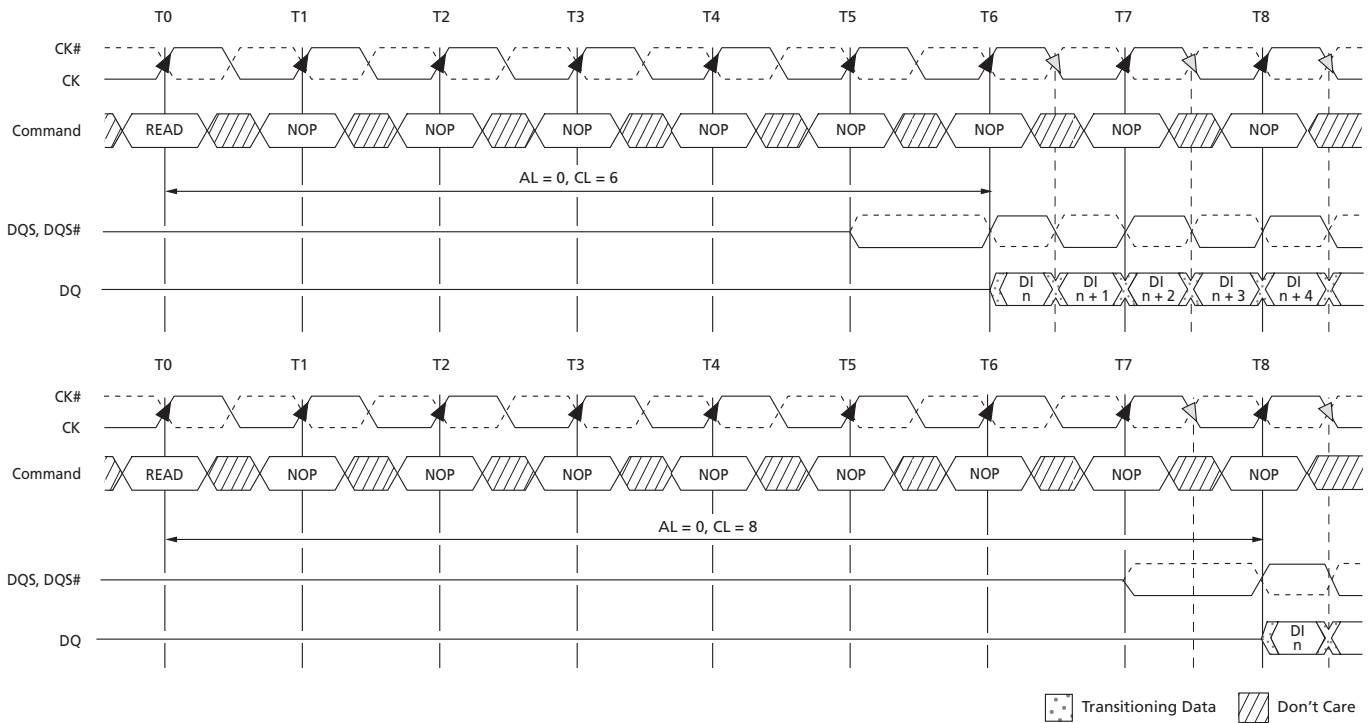 T0 T1 T2 T3 T4 T5 T6 T7 T8
CK#
CK
Command READ NOP NOP NOP NOP NOP NOP NOP NOP
AL = 0, CL = 6
DQS, DQS#
DQ DI n DI n + 1 DI n + 2 DI n + 3 DI n + 4
T0 T1 T2 T3 T4 T5 T6 T7 T8
CK#
CK
Command READ NOP NOP NOP NOP NOP NOP NOP NOP
AL = 0, CL = 8
DQS, DQS#
DQ DI n
Transitioning Data Don't Care